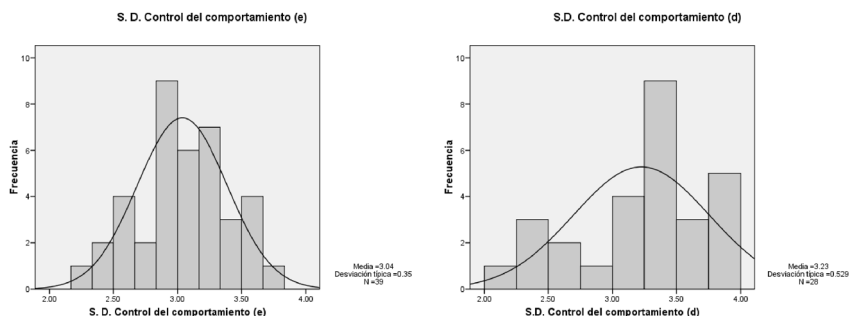 S. D. Control del comportamiento (e)
10
8
6
4
2
0
Frecuencia
2.00
2.50
3.00
3.50
4.00
S. D. Control del comportamiento (e)
Media =3.04
Desviación típica =0.35
N =39
S.D. Control del comportamiento (d)
10
8
6
4
2
0
Frecuencia
2.00
2.50
3.00
3.50
4.00
S.D. Control del comportamiento (d)
Media =3.23
Desviación típica =0.529
N =28